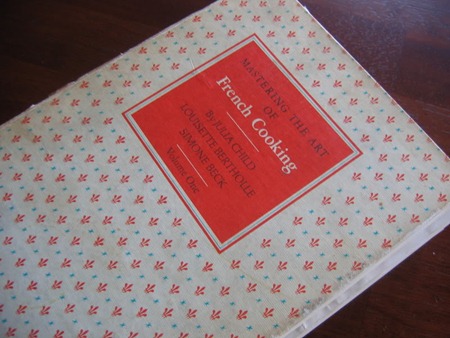 MASTERING THE ART
OF
French Cooking
By JULIA CHILD
LOUISETTE BERTHOLLE
SIMONE BECK
Volume One